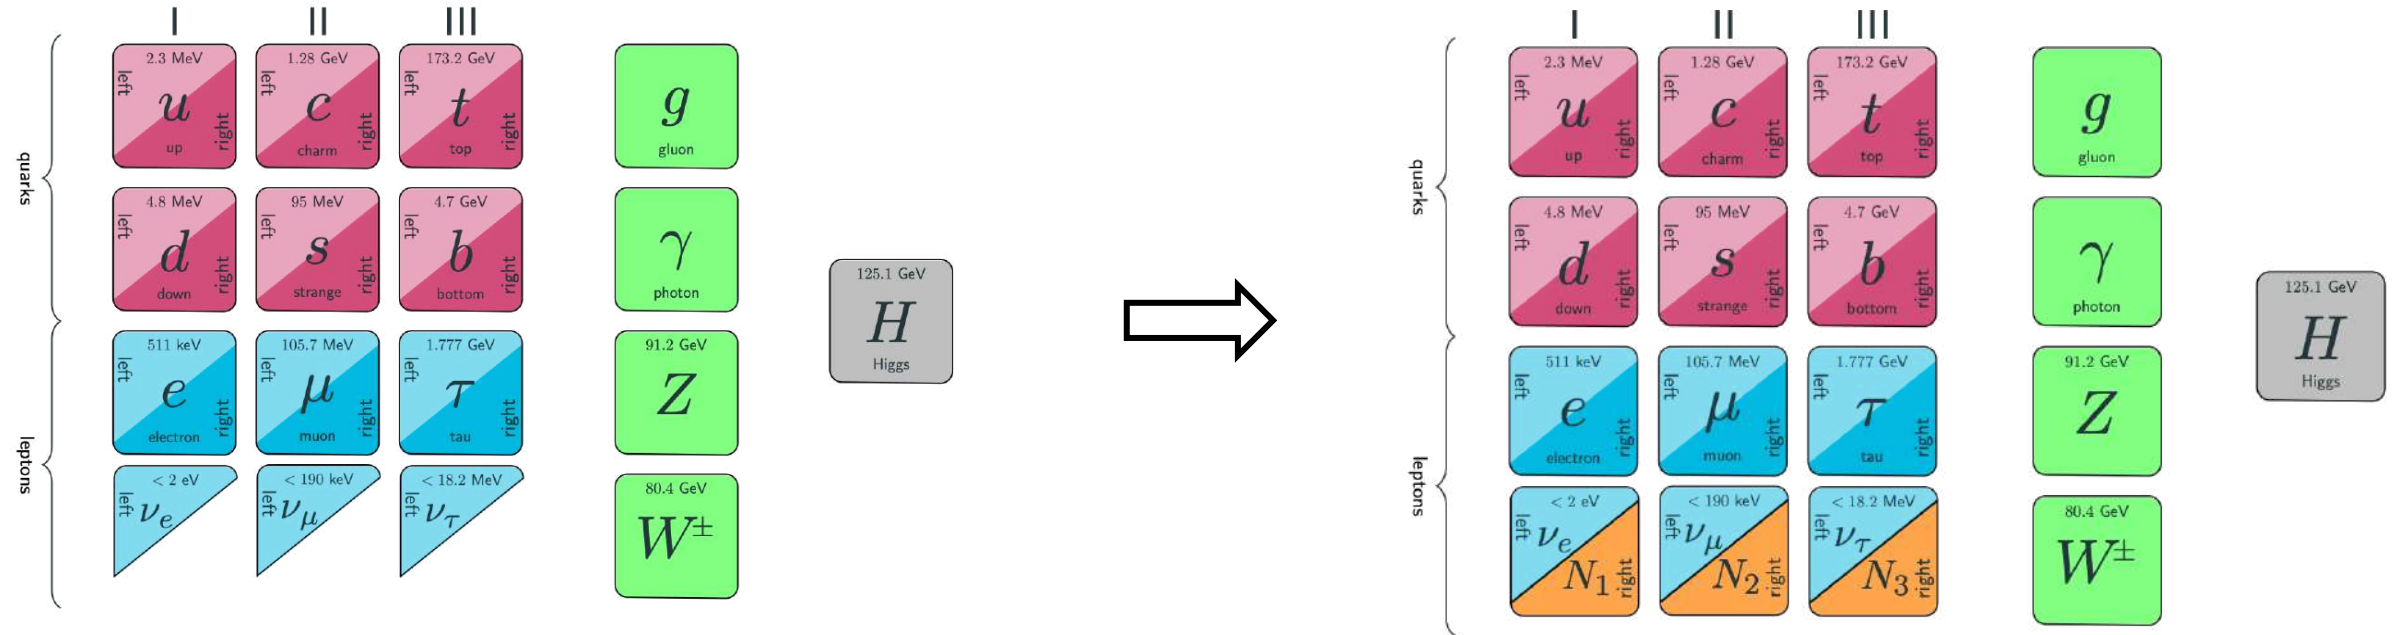 I II III
quarks
leptons
2.3 MeV
left
u
right
up
1.28 GeV
left
c
right
charm
173.2 GeV
left
t
right
top
g
gluon
4.8 MeV
left
d
right
down
95 MeV
left
s
right
strange
4.7 GeV
left
b
right
bottom
γ
photon
125.1 GeV
H
Higgs
511 keV
left
e
right
electron
105.7 MeV
left
μ
right
muon
1.777 GeV
left
τ
right
tau
91.2 GeV
Z
< 2 eV
left
νe
< 190 keV
left
νμ
< 18.2 MeV
left
ντ
80.4 GeV
W±
I II III
quarks
leptons
2.3 MeV
left
u
right
up
1.28 GeV
left
c
right
charm
173.2 GeV
left
t
right
top
g
gluon
4.8 MeV
left
d
right
down
95 MeV
left
s
right
strange
4.7 GeV
left
b
right
bottom
γ
photon
125.1 GeV
H
Higgs
511 keV
left
e
right
electron
105.7 MeV
left
μ
right
muon
1.777 GeV
left
τ
right
tau
91.2 GeV
Z
< 2 eV
left
νe
N1
right
< 190 keV
left
νμ
N2
right
< 18.2 MeV
left
ντ
N3
right
80.4 GeV
W±